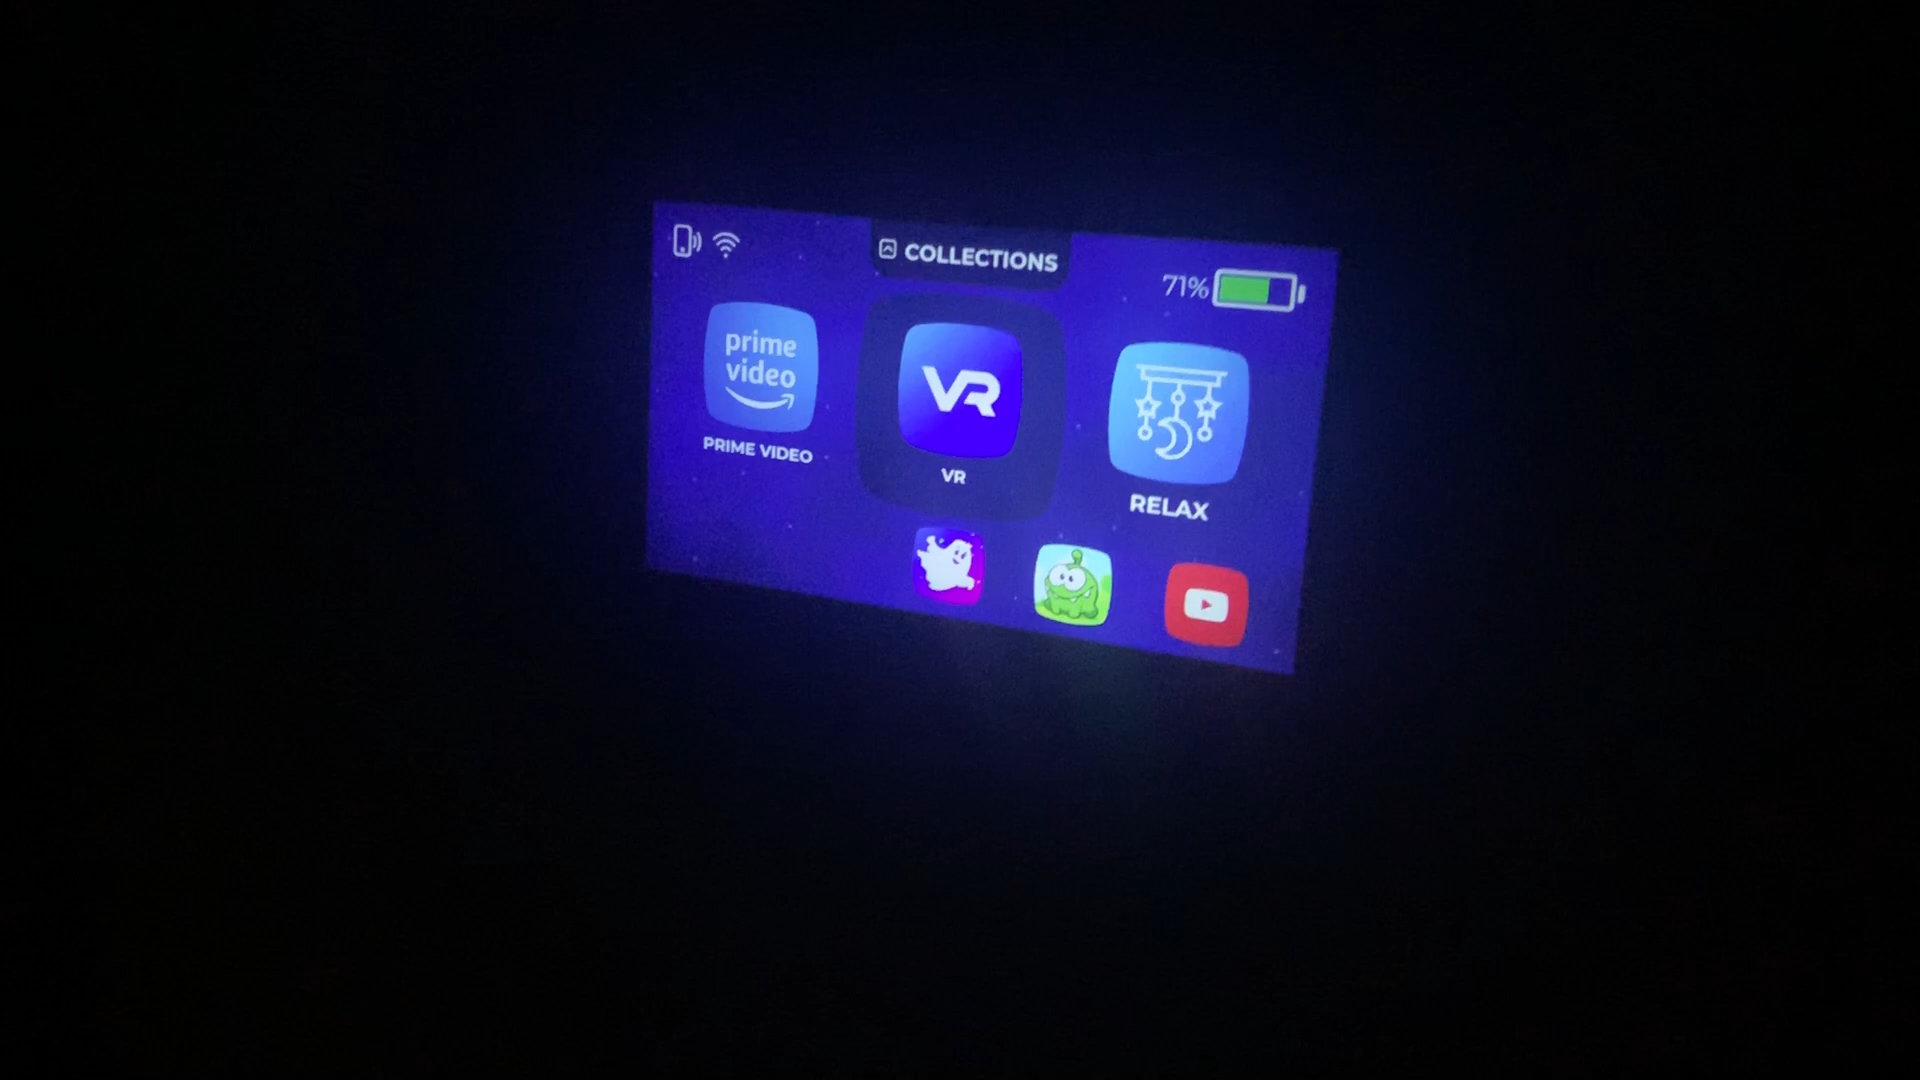 COLLECTIONS
71%
prime
video
PRIME VIDEO
VR
VR
RELAX